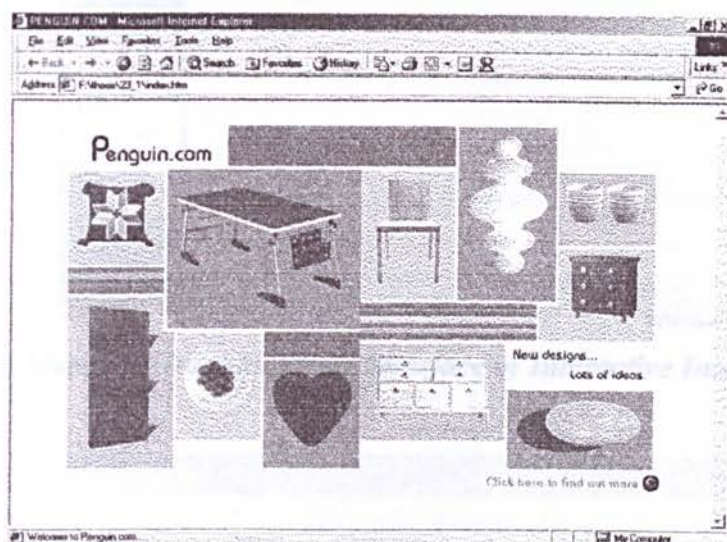 PENGUIN.COM - Microsoft Internet Explorer
File Edit View Favorites Tools Help
Back Search Favorites History
Links »
Address
Go
Penguin.com
New designs...
Lots of ideas
Click here to find out more
Welcome to Penguin.com...
My Computer